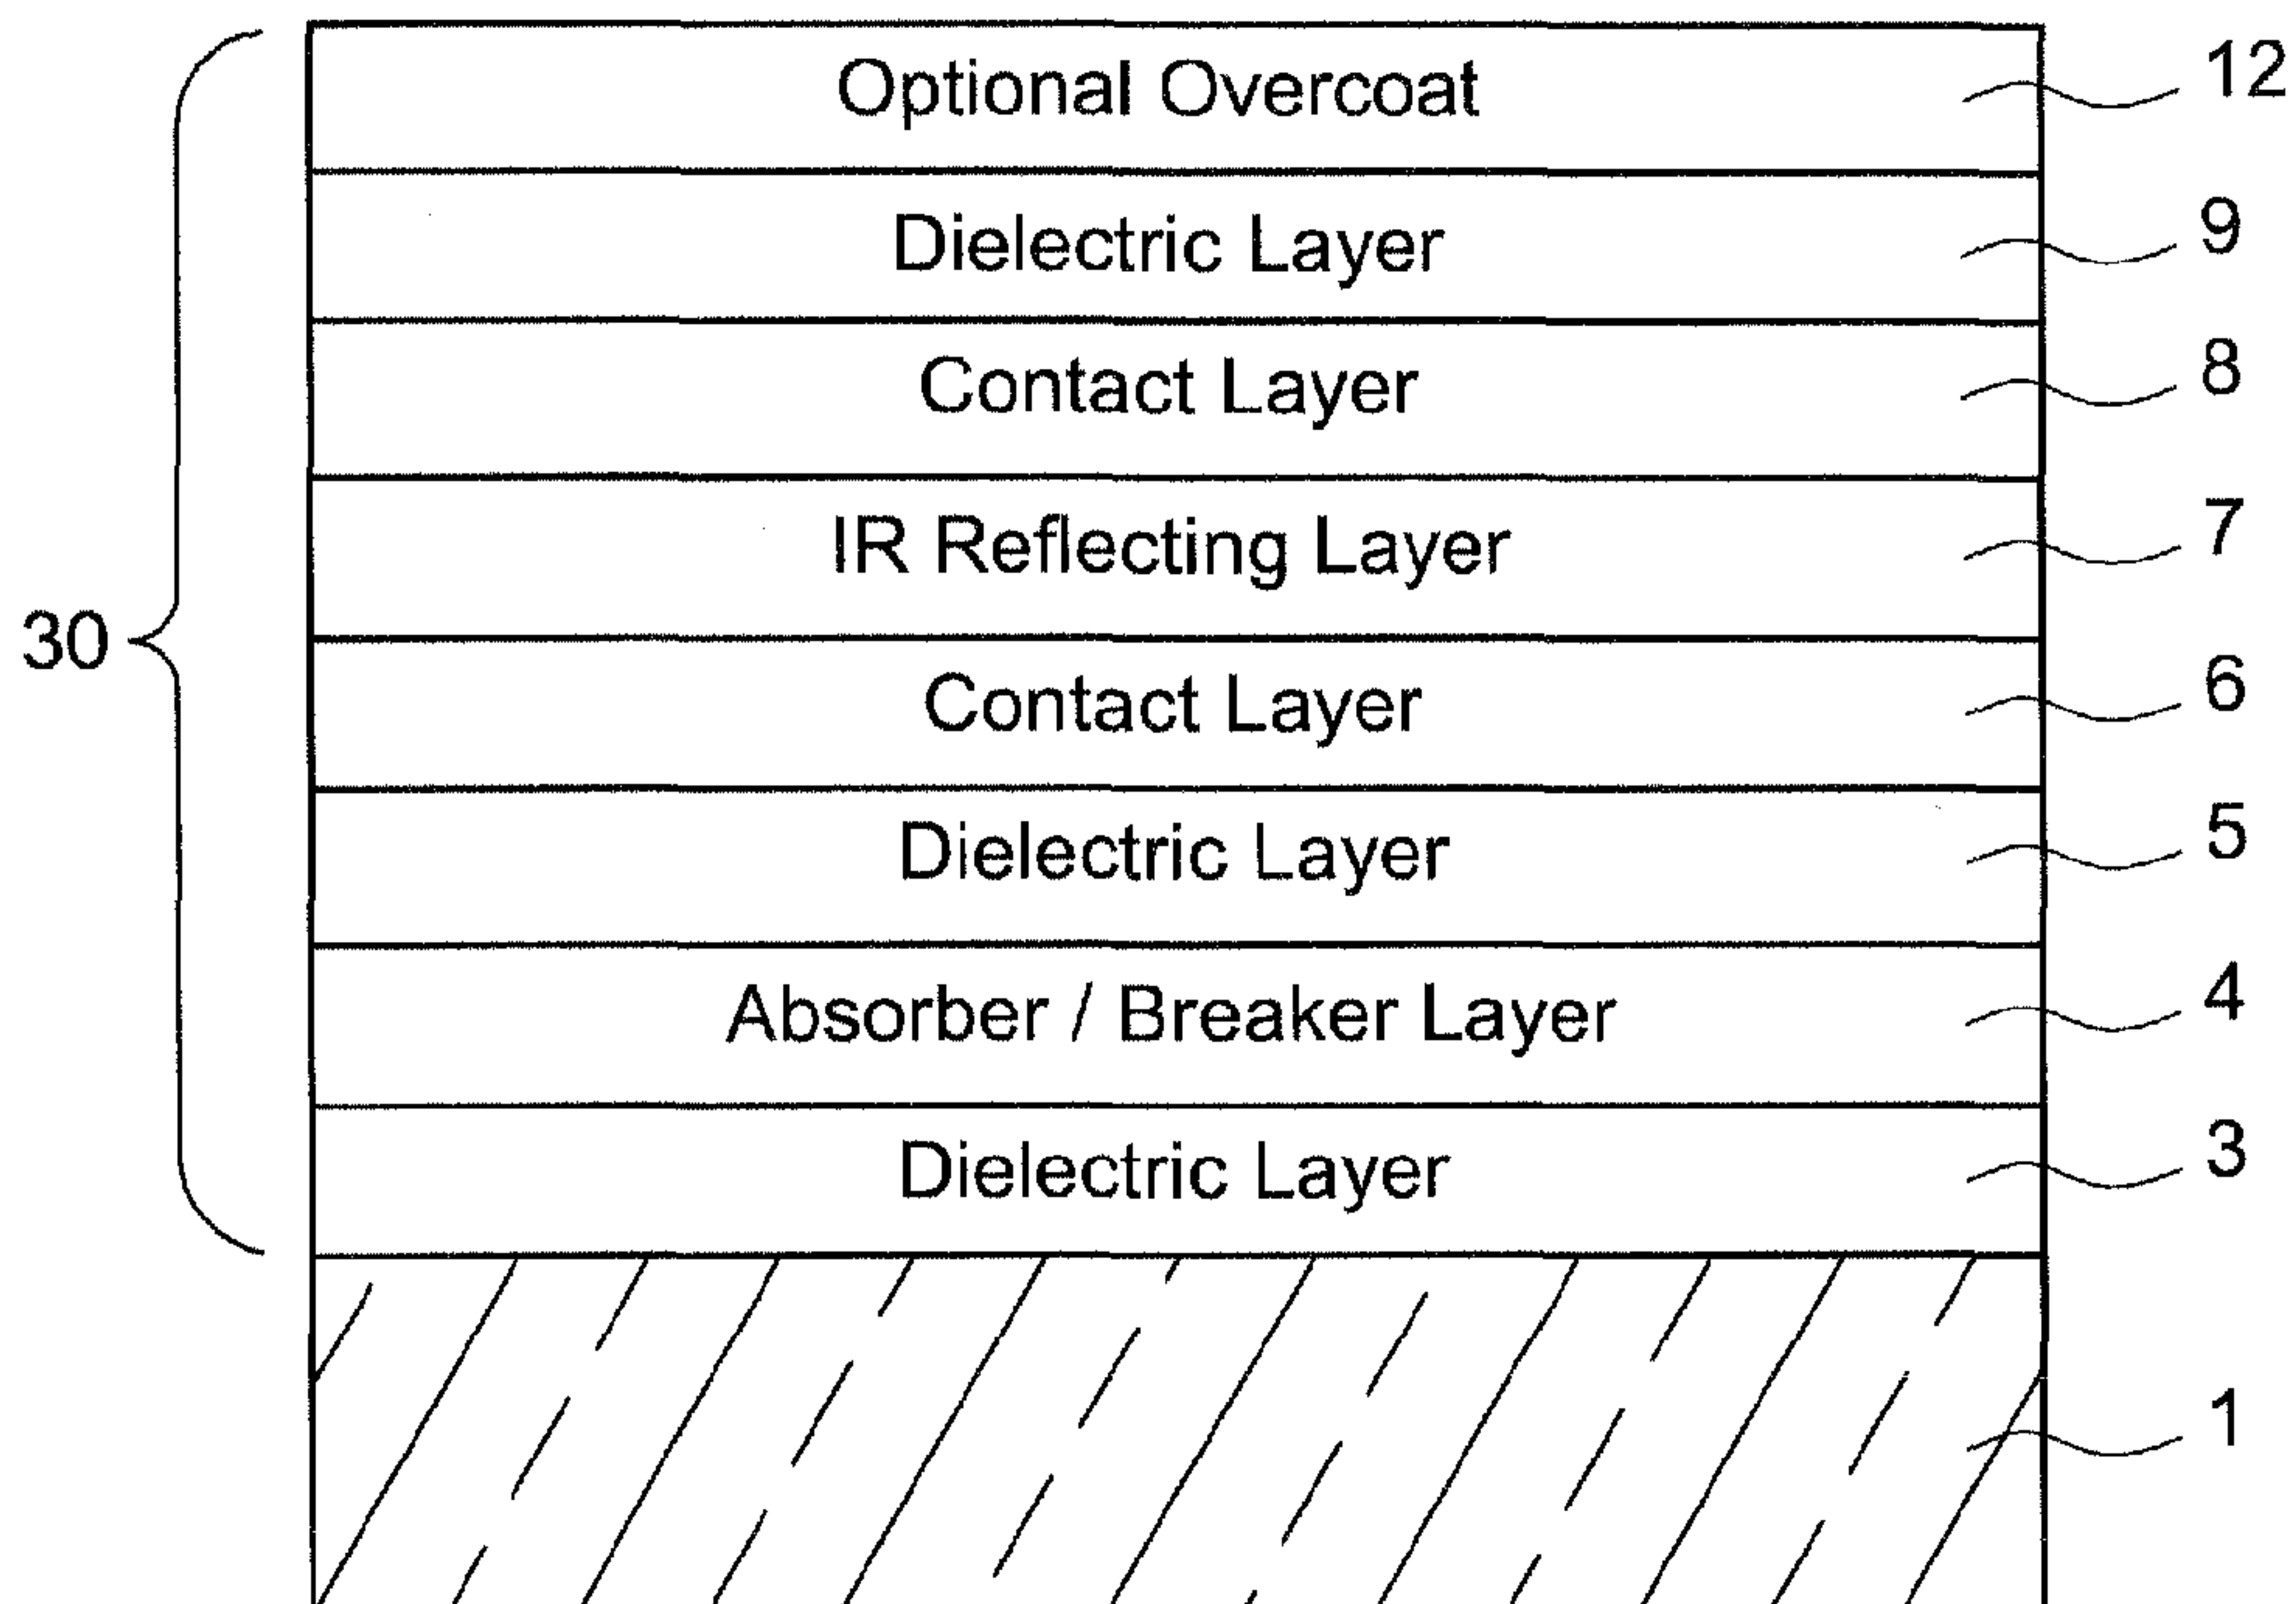 Optional Overcoat 12
Dielectric Layer 9
Contact Layer 8
IR Reflecting Layer 7
30
Contact Layer 6
Dielectric Layer 5
Absorber / Breaker Layer 4
Dielectric Layer 3
1